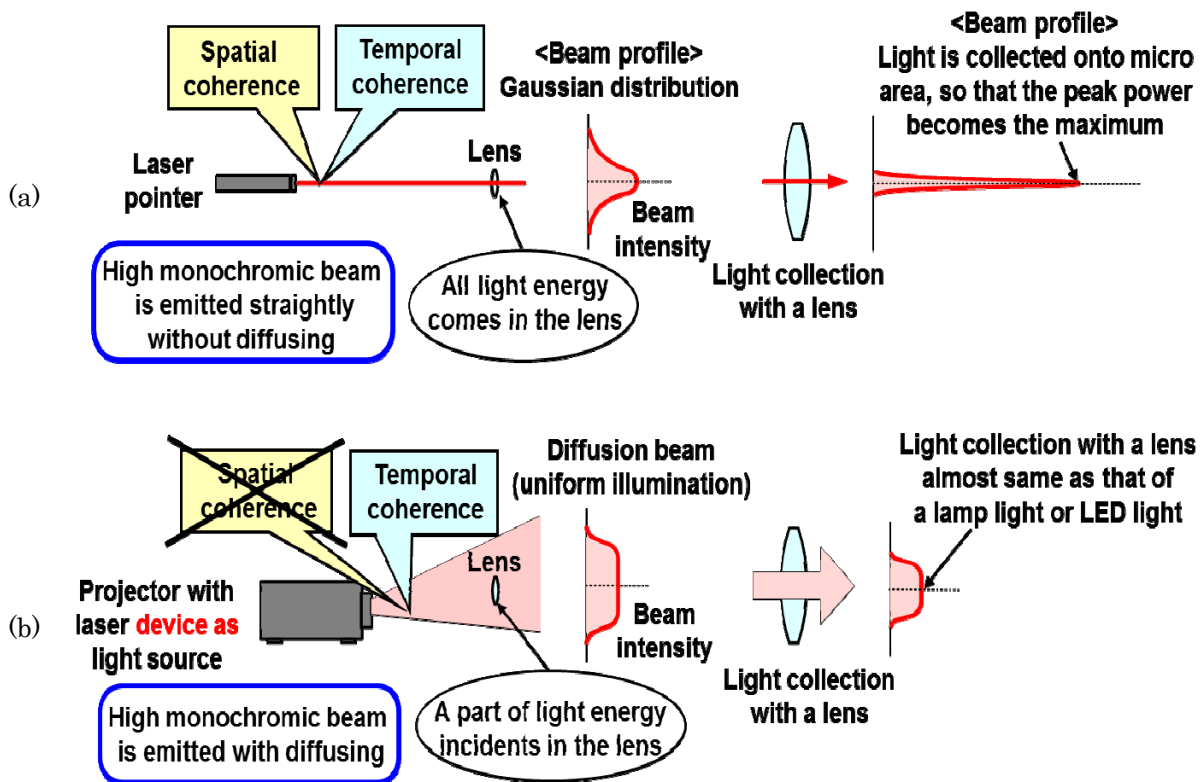 (a)
Spatial
coherence
Temporal
coherence
<Beam profile>
Gaussian distribution
<Beam profile>
Light is collected onto micro
area, so that the peak power
becomes the maximum
Laser
pointer
Lens
Beam
intensity
Light collection
with a lens
High monochromic beam
is emitted straightly
without diffusing
All light energy
comes in the lens
(b)
Spatial
coherence
Temporal
coherence
Diffusion beam
(uniform illumination)
Light collection with a lens
almost same as that of
a lamp light or LED light
Projector with
laser device as
light source
Lens
Beam
intensity
Light collection
with a lens
High monochromic beam
is emitted with diffusing
A part of light energy
incidents in the lens